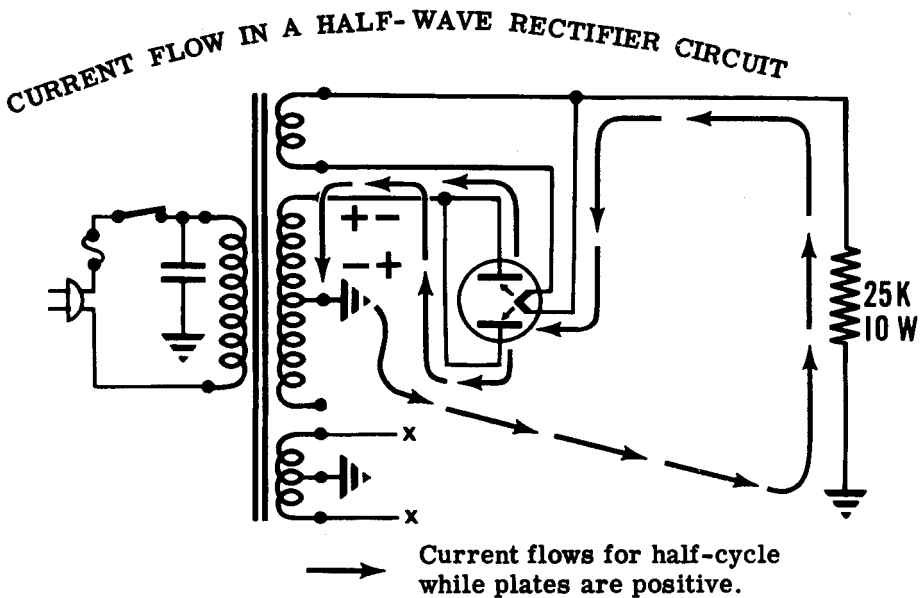 CURRENT FLOW IN A HALF-WAVE RECTIFIER CIRCUIT
+ -
- +
25K
10 W
x
x
Current flows for half-cycle
while plates are positive.